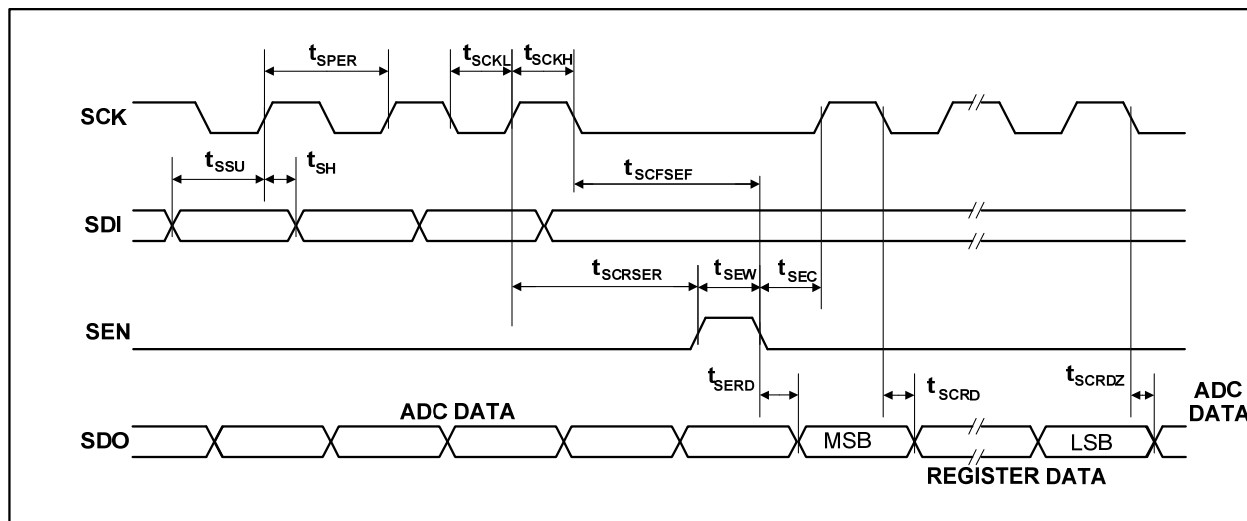 tSPER
tSCKL
tSCKH
SCK
tSSU
tSH
tSCFSEF
SDI
tSCRSER
tSEW
tSEC
SEN
tSERD
tSCRD
tSCRDZ
ADC
DATA
ADC DATA
SDO
MSB
LSB
REGISTER DATA